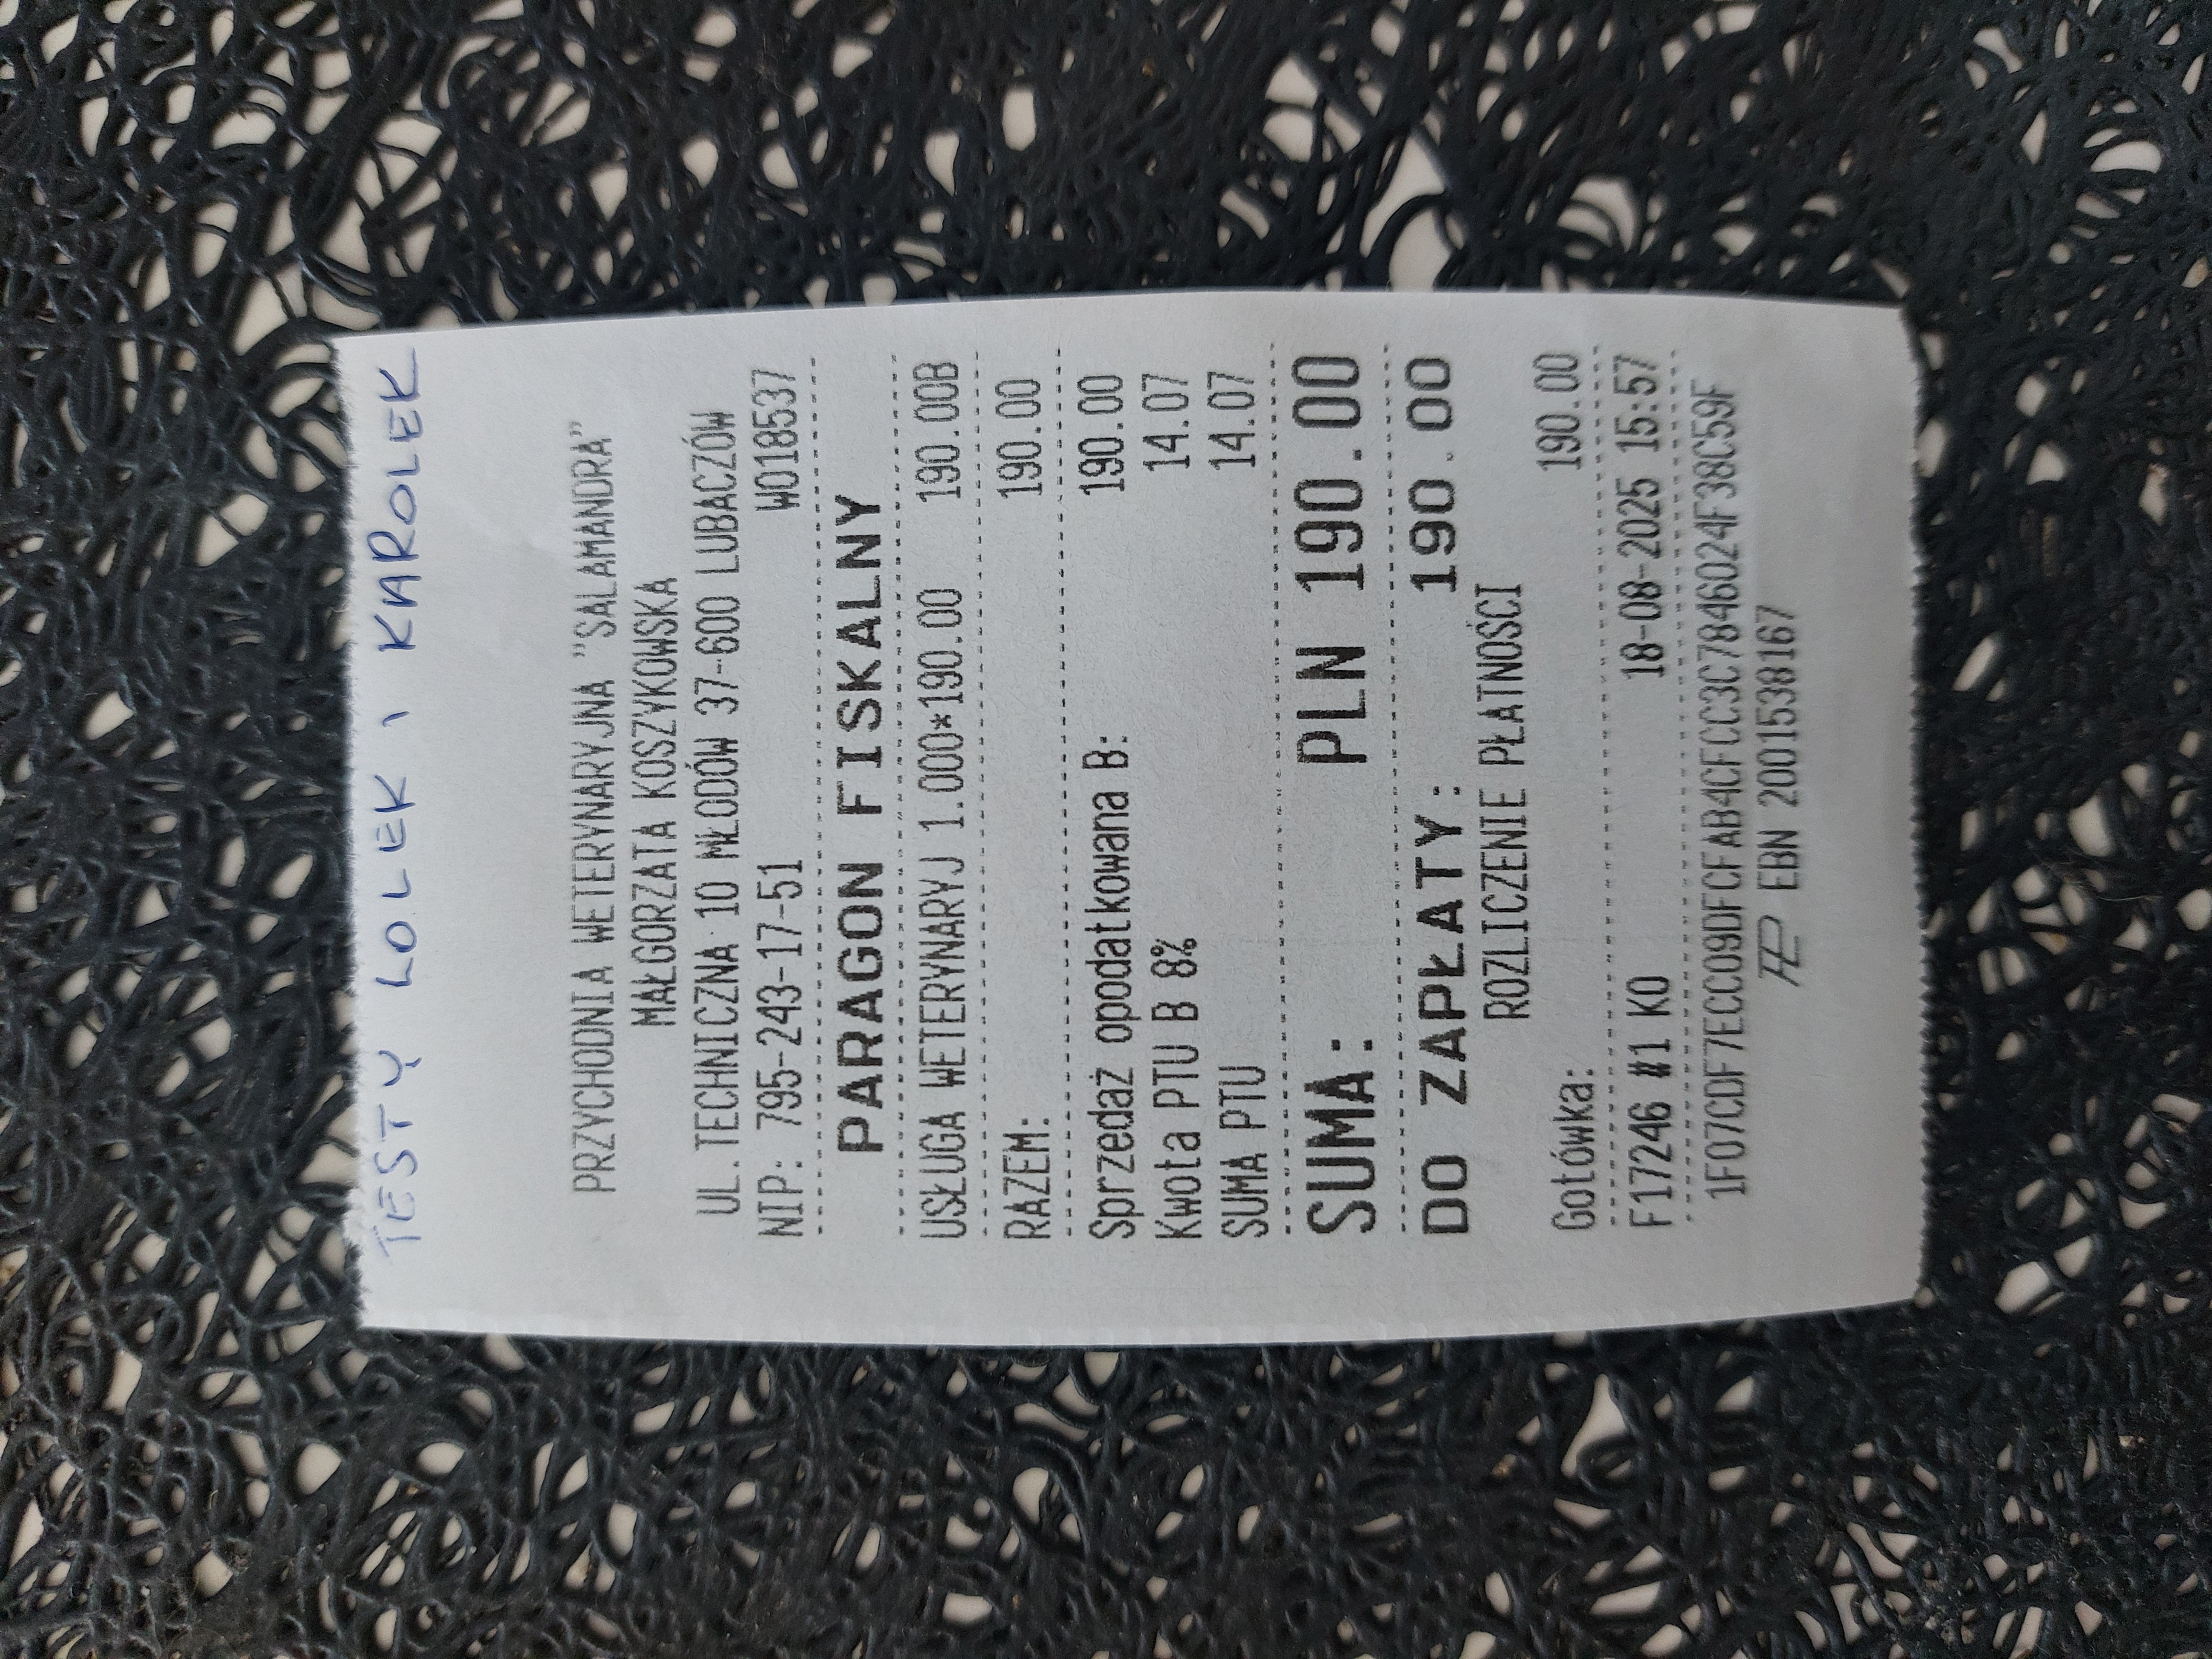 TESTY LOLEK i KAROLEK
PRZYCHODNIA WETERYNARYJNA "SALAMANDRA"
MAŁGORZATA KOSZYKOWSKA
UL.TECHNICZNA 10 MŁODÓW 37-600 LUBACZÓW
NIP: 795-243-17-51 W018537
PARAGON FISKALNY
USŁUGA WETERYNARYJ 1.000*190.00 190.00B
RAZEM: 190.00
Sprzedaż opodatkowana B: 190.00
Kwota PTU B 8% 14.07
SUMA PTU 14.07
SUMA: PLN 190.00
DO ZAPŁATY: 190.00
ROZLICZENIE PŁATNOŚCI
Gotówka: 190.00
F17246 #1 KO 18-08-2025 15:57
1F07CDF7ECC09DFCFAB4CFCC3C7846024F38C59F
EBN 2001538167